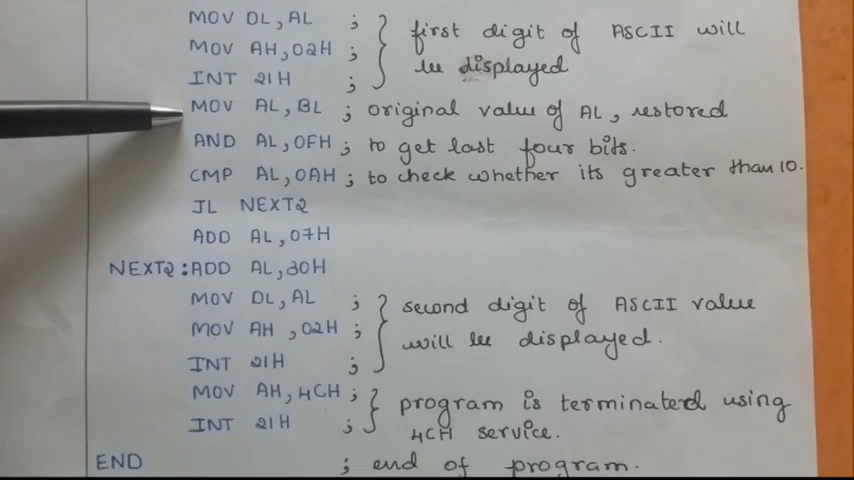 MOV DL, AL ; first digit of ASCII will
MOV AH, 02H ; be displayed
INT 21H ;
MOV AL, BL ; original value of AL, restored
AND AL, 0FH ; to get last four bits.
CMP AL, 0AH ; to check whether its greater than 10.
JL NEXT2
ADD AL, 07H
NEXT2: ADD AL, 30H
MOV DL, AL ; second digit of ASCII value
MOV AH, 02H ; will be displayed.
INT 21H ;
MOV AH, 4CH ; program is terminated using
INT 21H ; 4CH service.
END ; end of program.